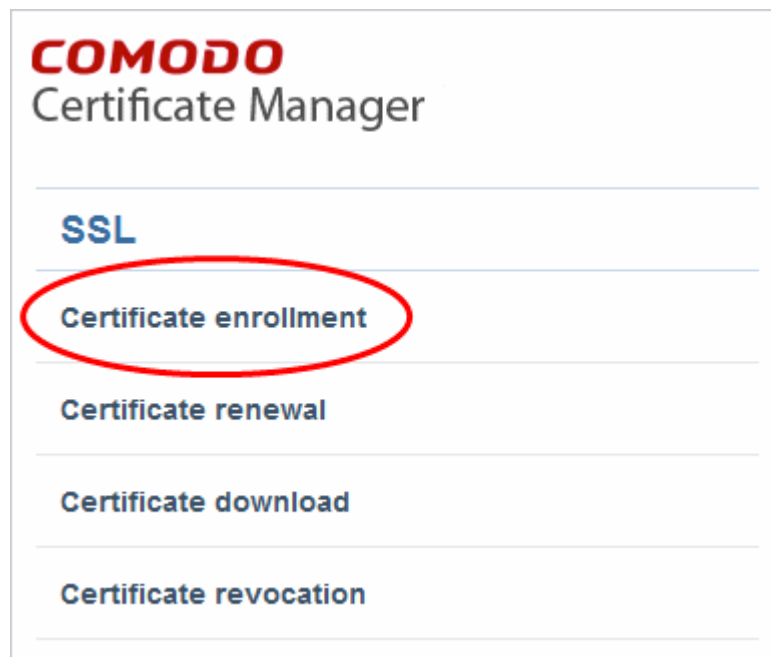 COMODO
Certificate Manager
SSL
Certificate enrollment
Certificate renewal
Certificate download
Certificate revocation